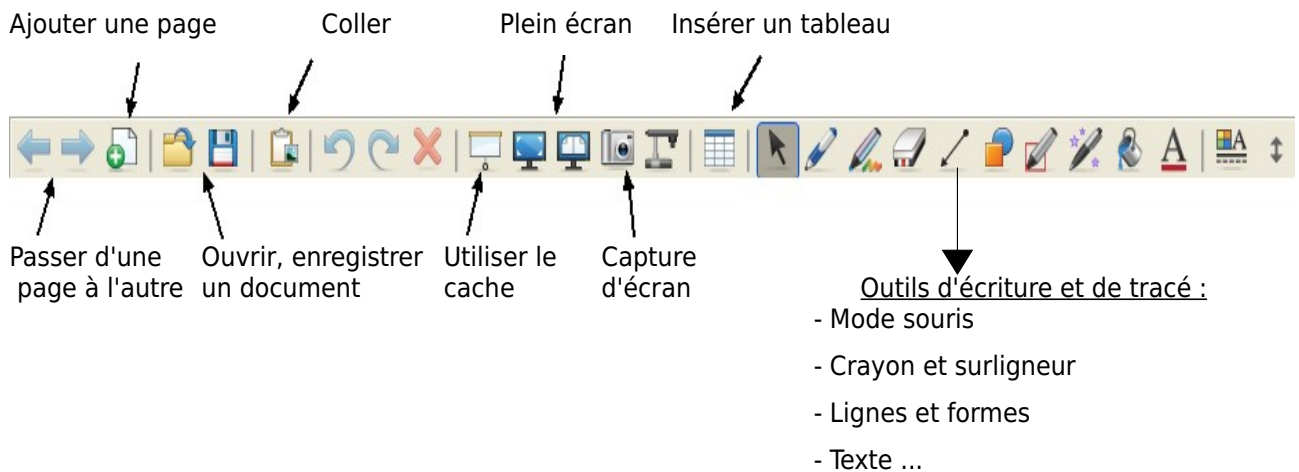 Ajouter une page
Coller
Plein écran
Insérer un tableau
A
A
Passer d'une
page à l'autre
Ouvrir, enregistrer
un document
Utiliser le
cache
Capture
d'écran
Outils d'écriture et de tracé :
- Mode souris
- Crayon et surligneur
- Lignes et formes
- Texte ...